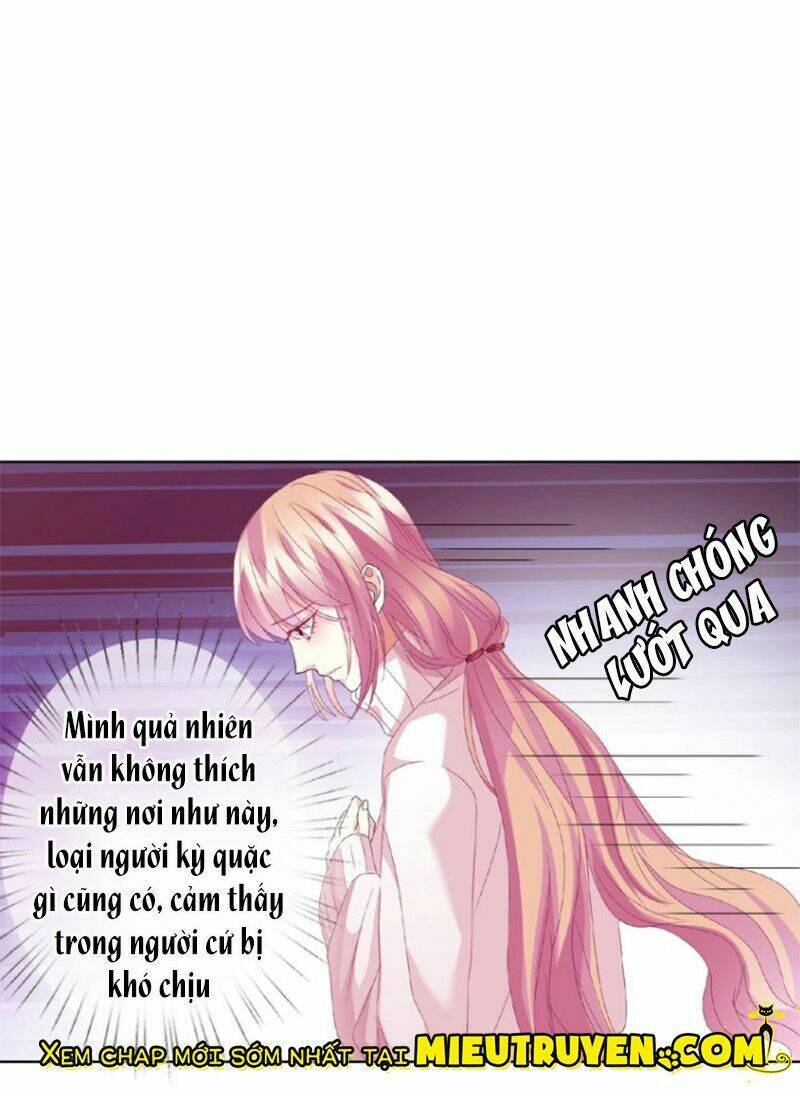 NHANH CHÓNG
LƯỚT QUA
Mình quả nhiên
vẫn không thích
những nơi như này,
loại người kỳ quặc
gì cũng có, cảm thấy
trong người cứ bị
khó chịu
XEM CHAP MỚI SỚM NHẤT TẠI MIEUTRUYEN.COM